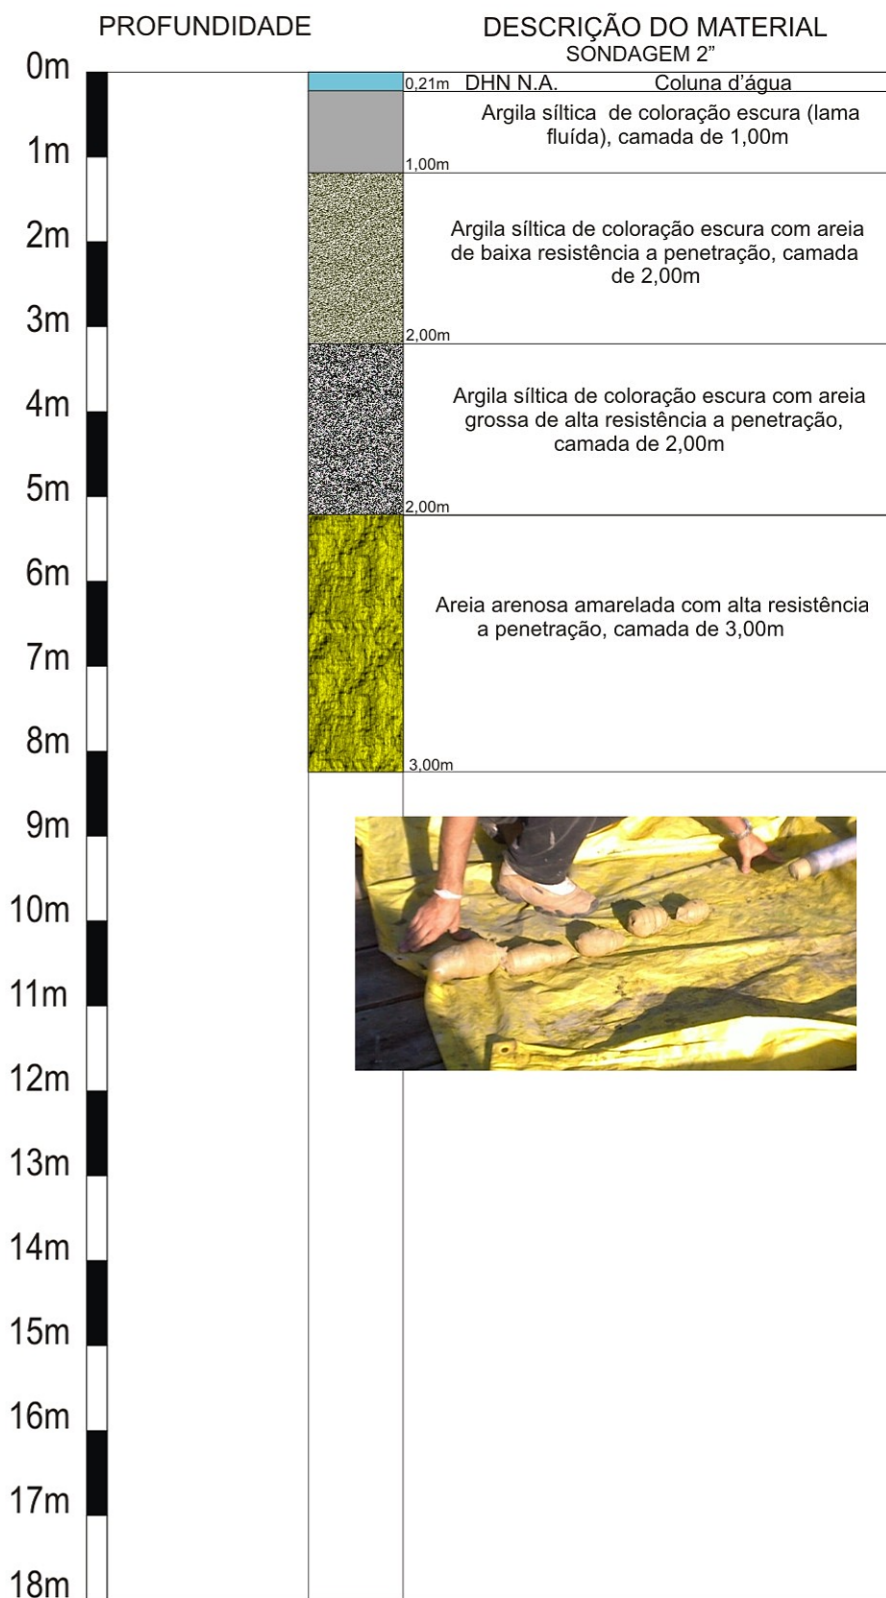 PROFUNDIDADE
DESCRIÇÃO DO MATERIAL
SONDAGEM 2”
0m
0,21m DHN N.A. Coluna d’água
Argila síltica de coloração escura (lama
fluída), camada de 1,00m
1m
1,00m
2m
Argila síltica de coloração escura com areia
de baixa resistência a penetração, camada
de 2,00m
3m
2,00m
4m
Argila síltica de coloração escura com areia
grossa de alta resistência a penetração,
camada de 2,00m
5m
2,00m
6m
Areia arenosa amarelada com alta resistência
a penetração, camada de 3,00m
7m
8m
3,00m
9m
10m
11m
12m
13m
14m
15m
16m
17m
18m